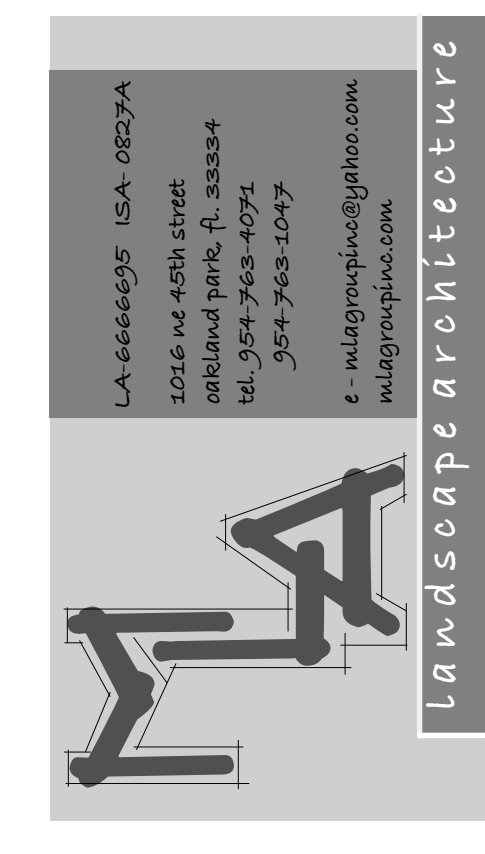 MLA
LA-6666695 ISA- 0827A
1016 ne 45th street
oakland park, fl. 33334
tel. 954-763-4071
954-763-1047
e - mlagroupinc@yahoo.com
mlagroupinc.com
landscape architecture